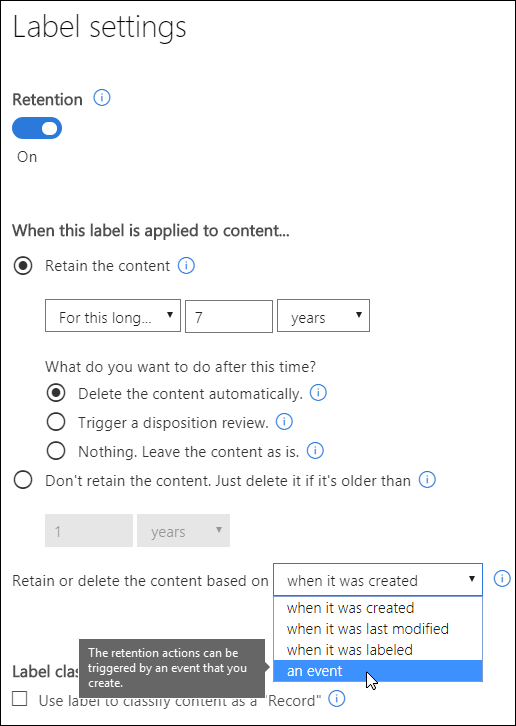 Label settings
Retention
On
When this label is applied to content...
Retain the content
For this long... 7 years
What do you want to do after this time?
Delete the content automatically.
Trigger a disposition review.
Nothing. Leave the content as is.
Don't retain the content. Just delete it if it's older than
1 years
Retain or delete the content based on when it was created
when it was created
when it was last modified
when it was labeled
an event
The retention actions can be
triggered by an event that you
create.
Label clas
Use label to classify content as a "Record"